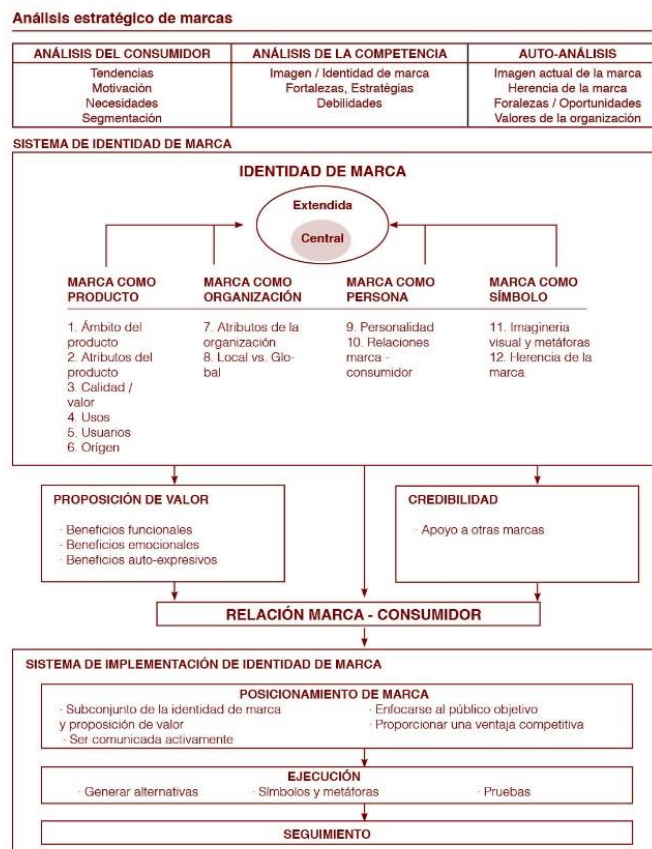 Análisis estratégico de marcas
ANÁLISIS DEL CONSUMIDOR
Tendencias
Motivación
Necesidades
Segmentación
ANÁLISIS DE LA COMPETENCIA
Imagen / Identidad de marca
Fortalezas, Estratégias
Debilidades
AUTO-ANÁLISIS
Imagen actual de la marca
Herencia de la marca
Foralezas / Oportunidades
Valores de la organización
SISTEMA DE IDENTIDAD DE MARCA
IDENTIDAD DE MARCA
Extendida
Central
MARCA COMO
PRODUCTO
1. Ámbito del
producto
2. Atributos del
producto
3. Calidad /
valor
4. Usos
5. Usuarios
6. Orígen
MARCA COMO
ORGANIZACIÓN
7. Atributos de la
organización
8. Local vs. Glo-
bal
MARCA COMO
PERSONA
9. Personalidad
10. Relaciones
marca -
consumidor
MARCA COMO
SÍMBOLO
11. Imagineria
visual y metáforas
12. Herencia de la
marca
PROPOSICIÓN DE VALOR
· Beneficios funcionales
· Beneficios emocionales
· Beneficios auto-expresivos
CREDIBILIDAD
· Apoyo a otras marcas
RELACIÓN MARCA - CONSUMIDOR
SISTEMA DE IMPLEMENTACIÓN DE IDENTIDAD DE MARCA
POSICIONAMIENTO DE MARCA
· Subconjunto de la identidad de marca
y proposición de valor
· Ser comunicada activamente
· Enfocarse al público objetivo
· Proporcionar una ventaja competitiva
EJECUCIÓN
· Generar alternativas
· Símbolos y metáforas
· Pruebas
SEGUIMIENTO